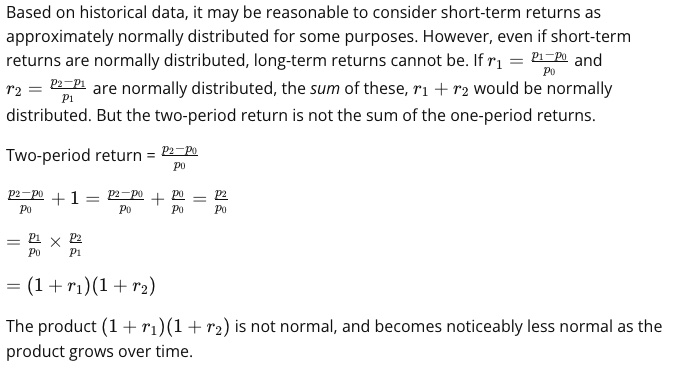 Based on historical data, it may be reasonable to consider short-term returns as
approximately normally distributed for some purposes. However, even if short-term
returns are normally distributed, long-term returns cannot be. If $r_1 = \frac{p_1-p_0}{p_0}$ and
$r_2 = \frac{p_2-p_1}{p_1}$ are normally distributed, the sum of these, $r_1 + r_2$ would be normally
distributed. But the two-period return is not the sum of the one-period returns.
Two-period return = $\frac{p_2-p_0}{p_0}$
$\frac{p_2-p_0}{p_0} + 1 = \frac{p_2-p_0}{p_0} + \frac{p_0}{p_0} = \frac{p_2}{p_0}$
$= \frac{p_1}{p_0} \times \frac{p_2}{p_1}$
$= (1 + r_1)(1 + r_2)$
The product $(1 + r_1)(1 + r_2)$ is not normal, and becomes noticeably less normal as the
product grows over time.